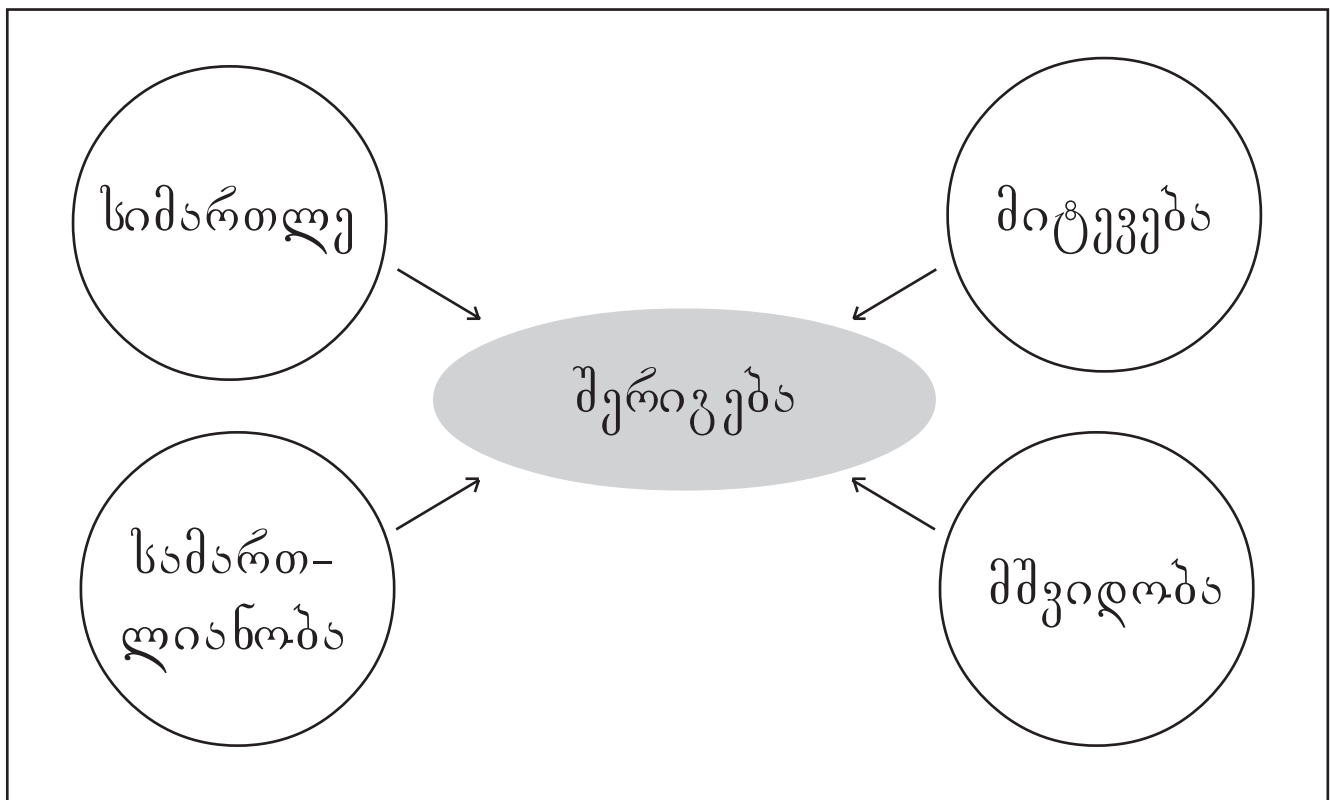 სიმართლე
მიტევება
შერიგება
სამართ-
ლიანობა
მშვიდობა